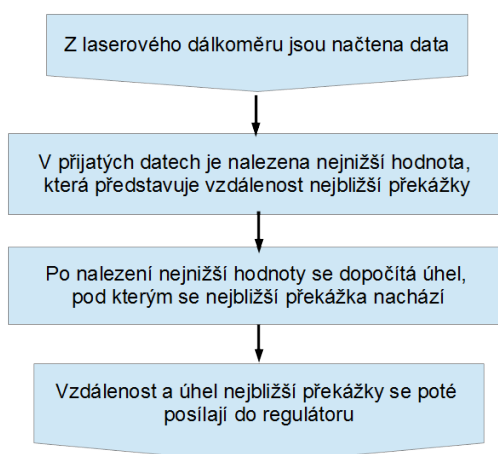 Z laserového dálkoměru jsou načtena data
V přijatých datech je nalezena nejnižší hodnota,
která představuje vzdálenost nejbližší překážky
Po nalezení nejnižší hodnoty se dopočítá úhel,
pod kterým se nejbližší překážka nachází
Vzdálenost a úhel nejbližší překážky se poté
posílají do regulátoru